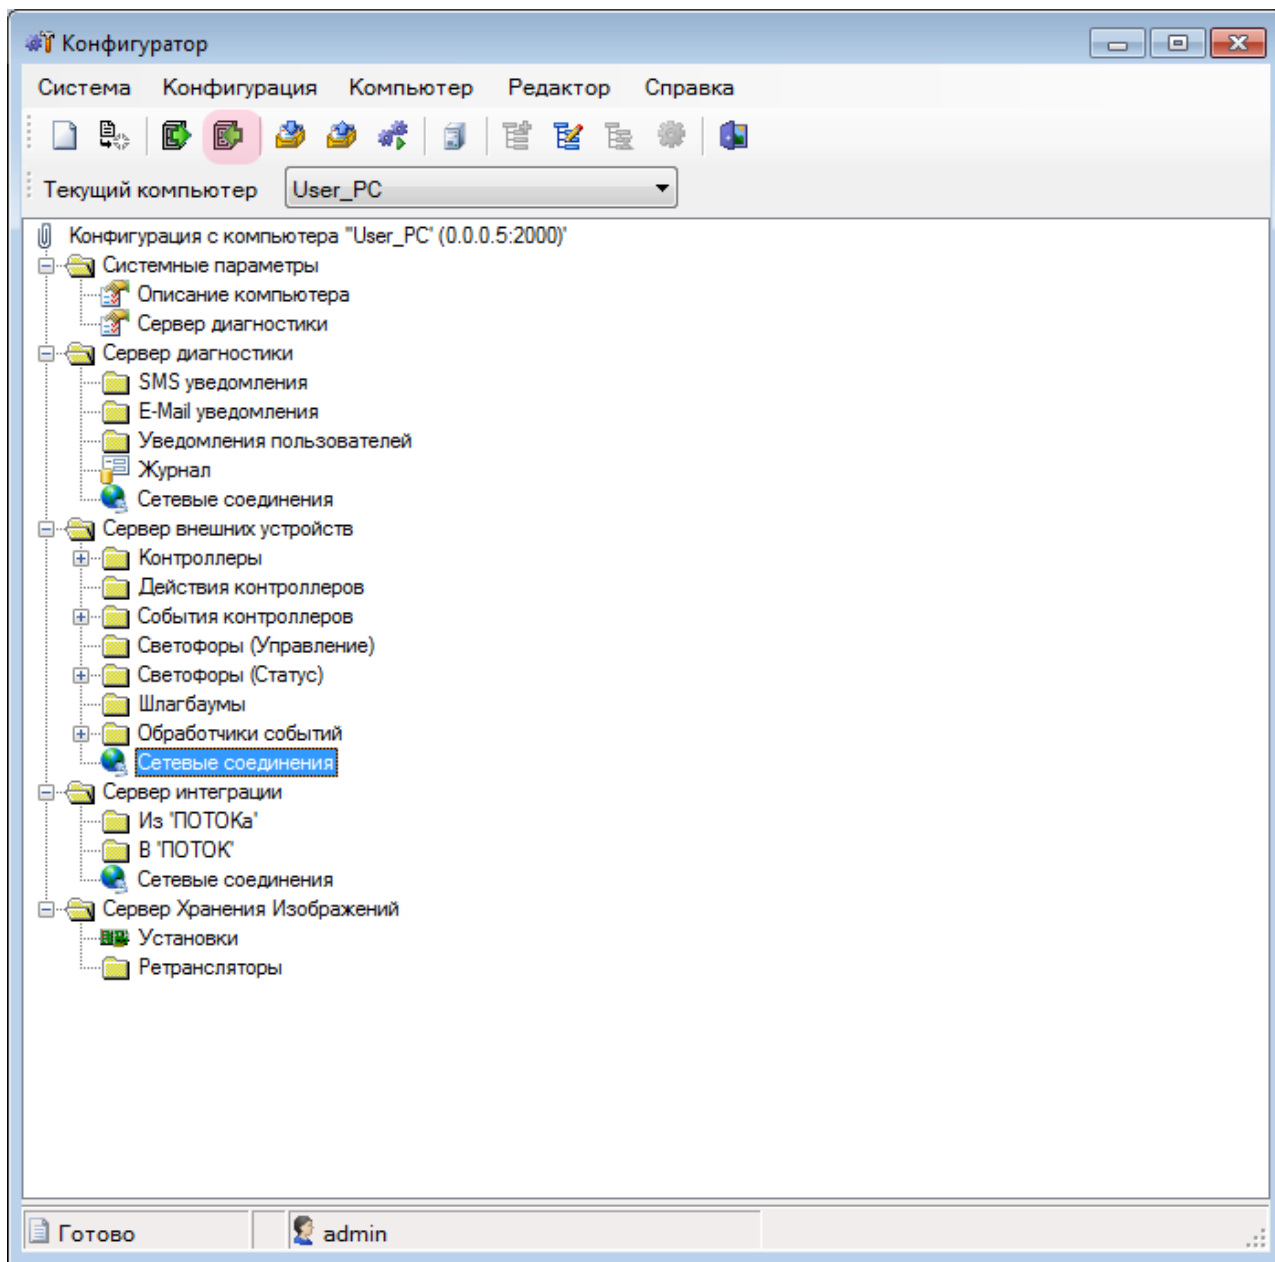 Конфигуратор
Система Конфигурация Компьютер Редактор Справка
Текущий компьютер User_PC
Конфигурация с компьютера "User_PC' (0.0.0.5:2000)'
Системные параметры
Описание компьютера
Сервер диагностики
Сервер диагностики
SMS уведомления
E-Mail уведомления
Уведомления пользователей
Журнал
Сетевые соединения
Сервер внешних устройств
Контроллеры
Действия контроллеров
События контроллеров
Светофоры (Управление)
Светофоры (Статус)
Шлагбаумы
Обработчики событий
Сетевые соединения
Сервер интеграции
Из 'ПОТОКа'
В 'ПОТОК'
Сетевые соединения
Сервер Хранения Изображений
Установки
Ретрансляторы
Готово admin